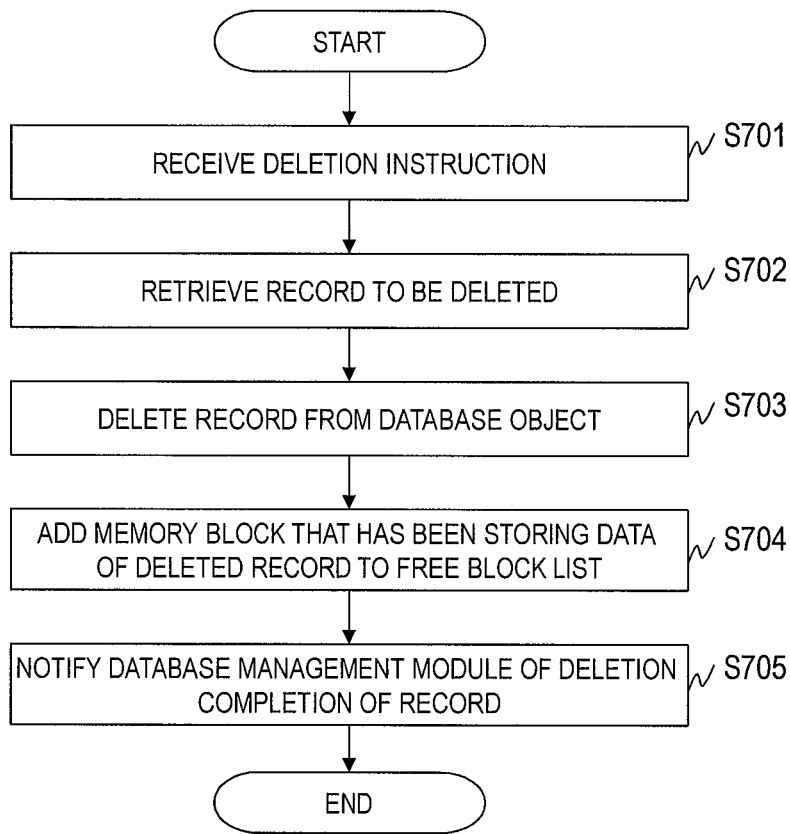 START
RECEIVE DELETION INSTRUCTION
S701
RETRIEVE RECORD TO BE DELETED
S702
DELETE RECORD FROM DATABASE OBJECT
S703
ADD MEMORY BLOCK THAT HAS BEEN STORING DATA
OF DELETED RECORD TO FREE BLOCK LIST
S704
NOTIFY DATABASE MANAGEMENT MODULE OF DELETION
COMPLETION OF RECORD
S705
END